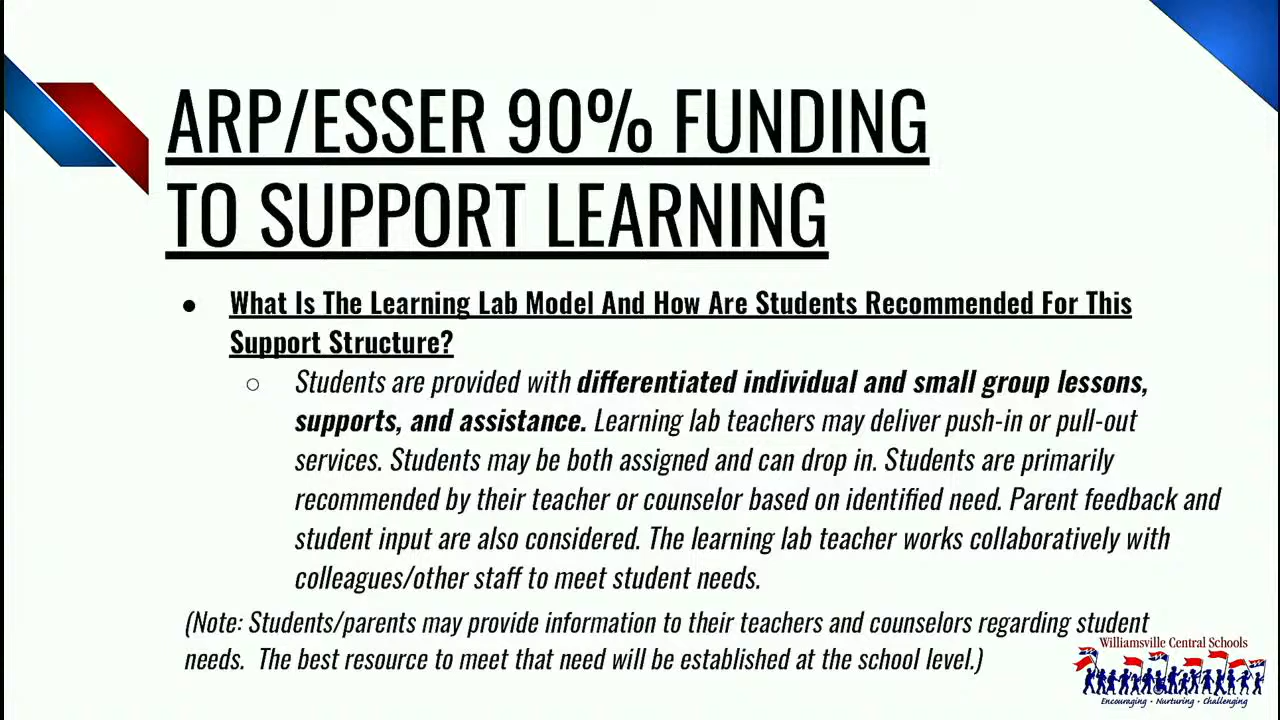 ARP/ESSER 90% FUNDING
TO SUPPORT LEARNING
● What Is The Learning Lab Model And How Are Students Recommended For This
Support Structure?
○ Students are provided with differentiated individual and small group lessons,
supports, and assistance. Learning lab teachers may deliver push-in or pull-out
services. Students may be both assigned and can drop in. Students are primarily
recommended by their teacher or counselor based on identified need. Parent feedback and
student input are also considered. The learning lab teacher works collaboratively with
colleagues/other staff to meet student needs.
(Note: Students/parents may provide information to their teachers and counselors regarding student
needs. The best resource to meet that need will be established at the school level.)
Williamsville Central Schools
Encouraging • Nurturing • Challenging